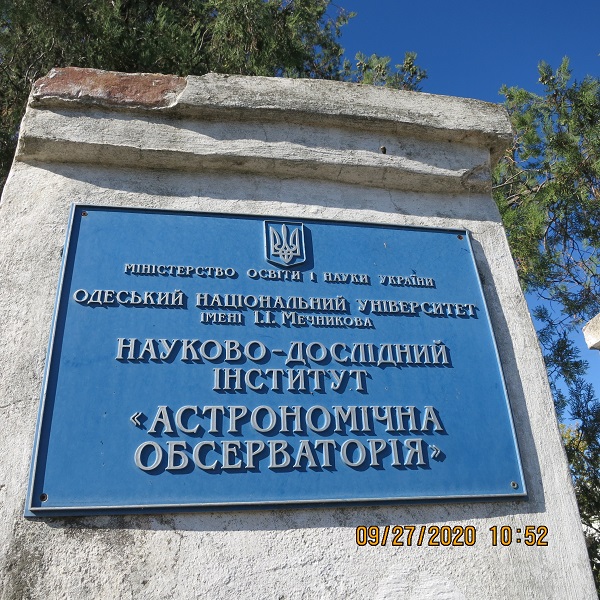 МІНІСТЕРСТВО ОСВІТИ І НАУКИ УКРАЇНИ
ОДЕСЬКИЙ НАЦІОНАЛЬНИЙ УНІВЕРСИТЕТ
ІМЕНІ І.І. МЕЧНИКОВА
НАУКОВО-ДОСЛІДНИЙ
ІНСТИТУТ
«АСТРОНОМІЧНА
ОБСЕРВАТОРІЯ»
09/27/2020 10:52